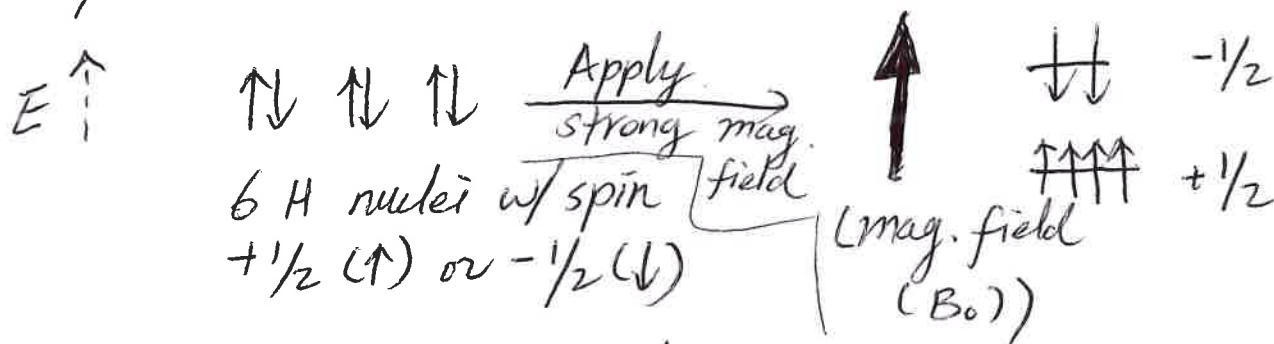 E ↑
↑↓ ↑↓ ↑↓
Apply
strong mag.
field
6 H nuclei w/ spin
+1/2 (↑) or -1/2 (↓)
(mag. field
(B₀))
↓↓ -1/2
↑↑↑↑ +1/2